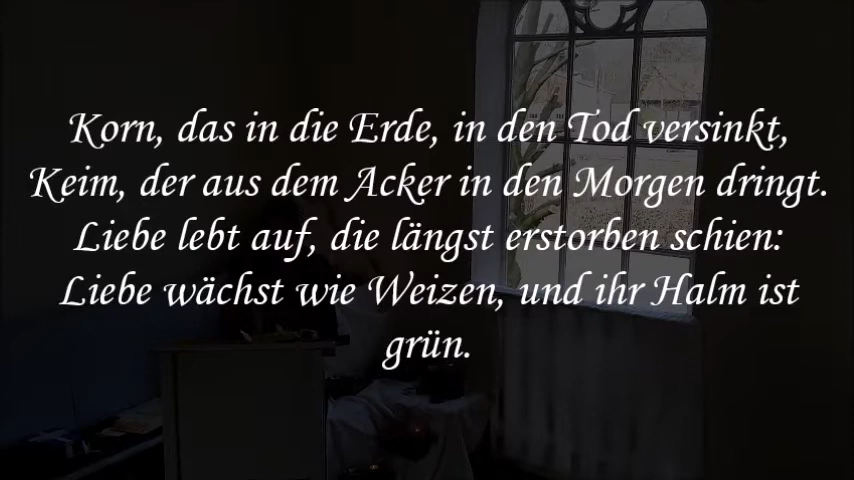 Korn, das in die Erde, in den Tod versinkt,
Keim, der aus dem Acker in den Morgen dringt.
Liebe lebt auf, die längst erstorben schien:
Liebe wächst wie Weizen, und ihr Halm ist
grün.